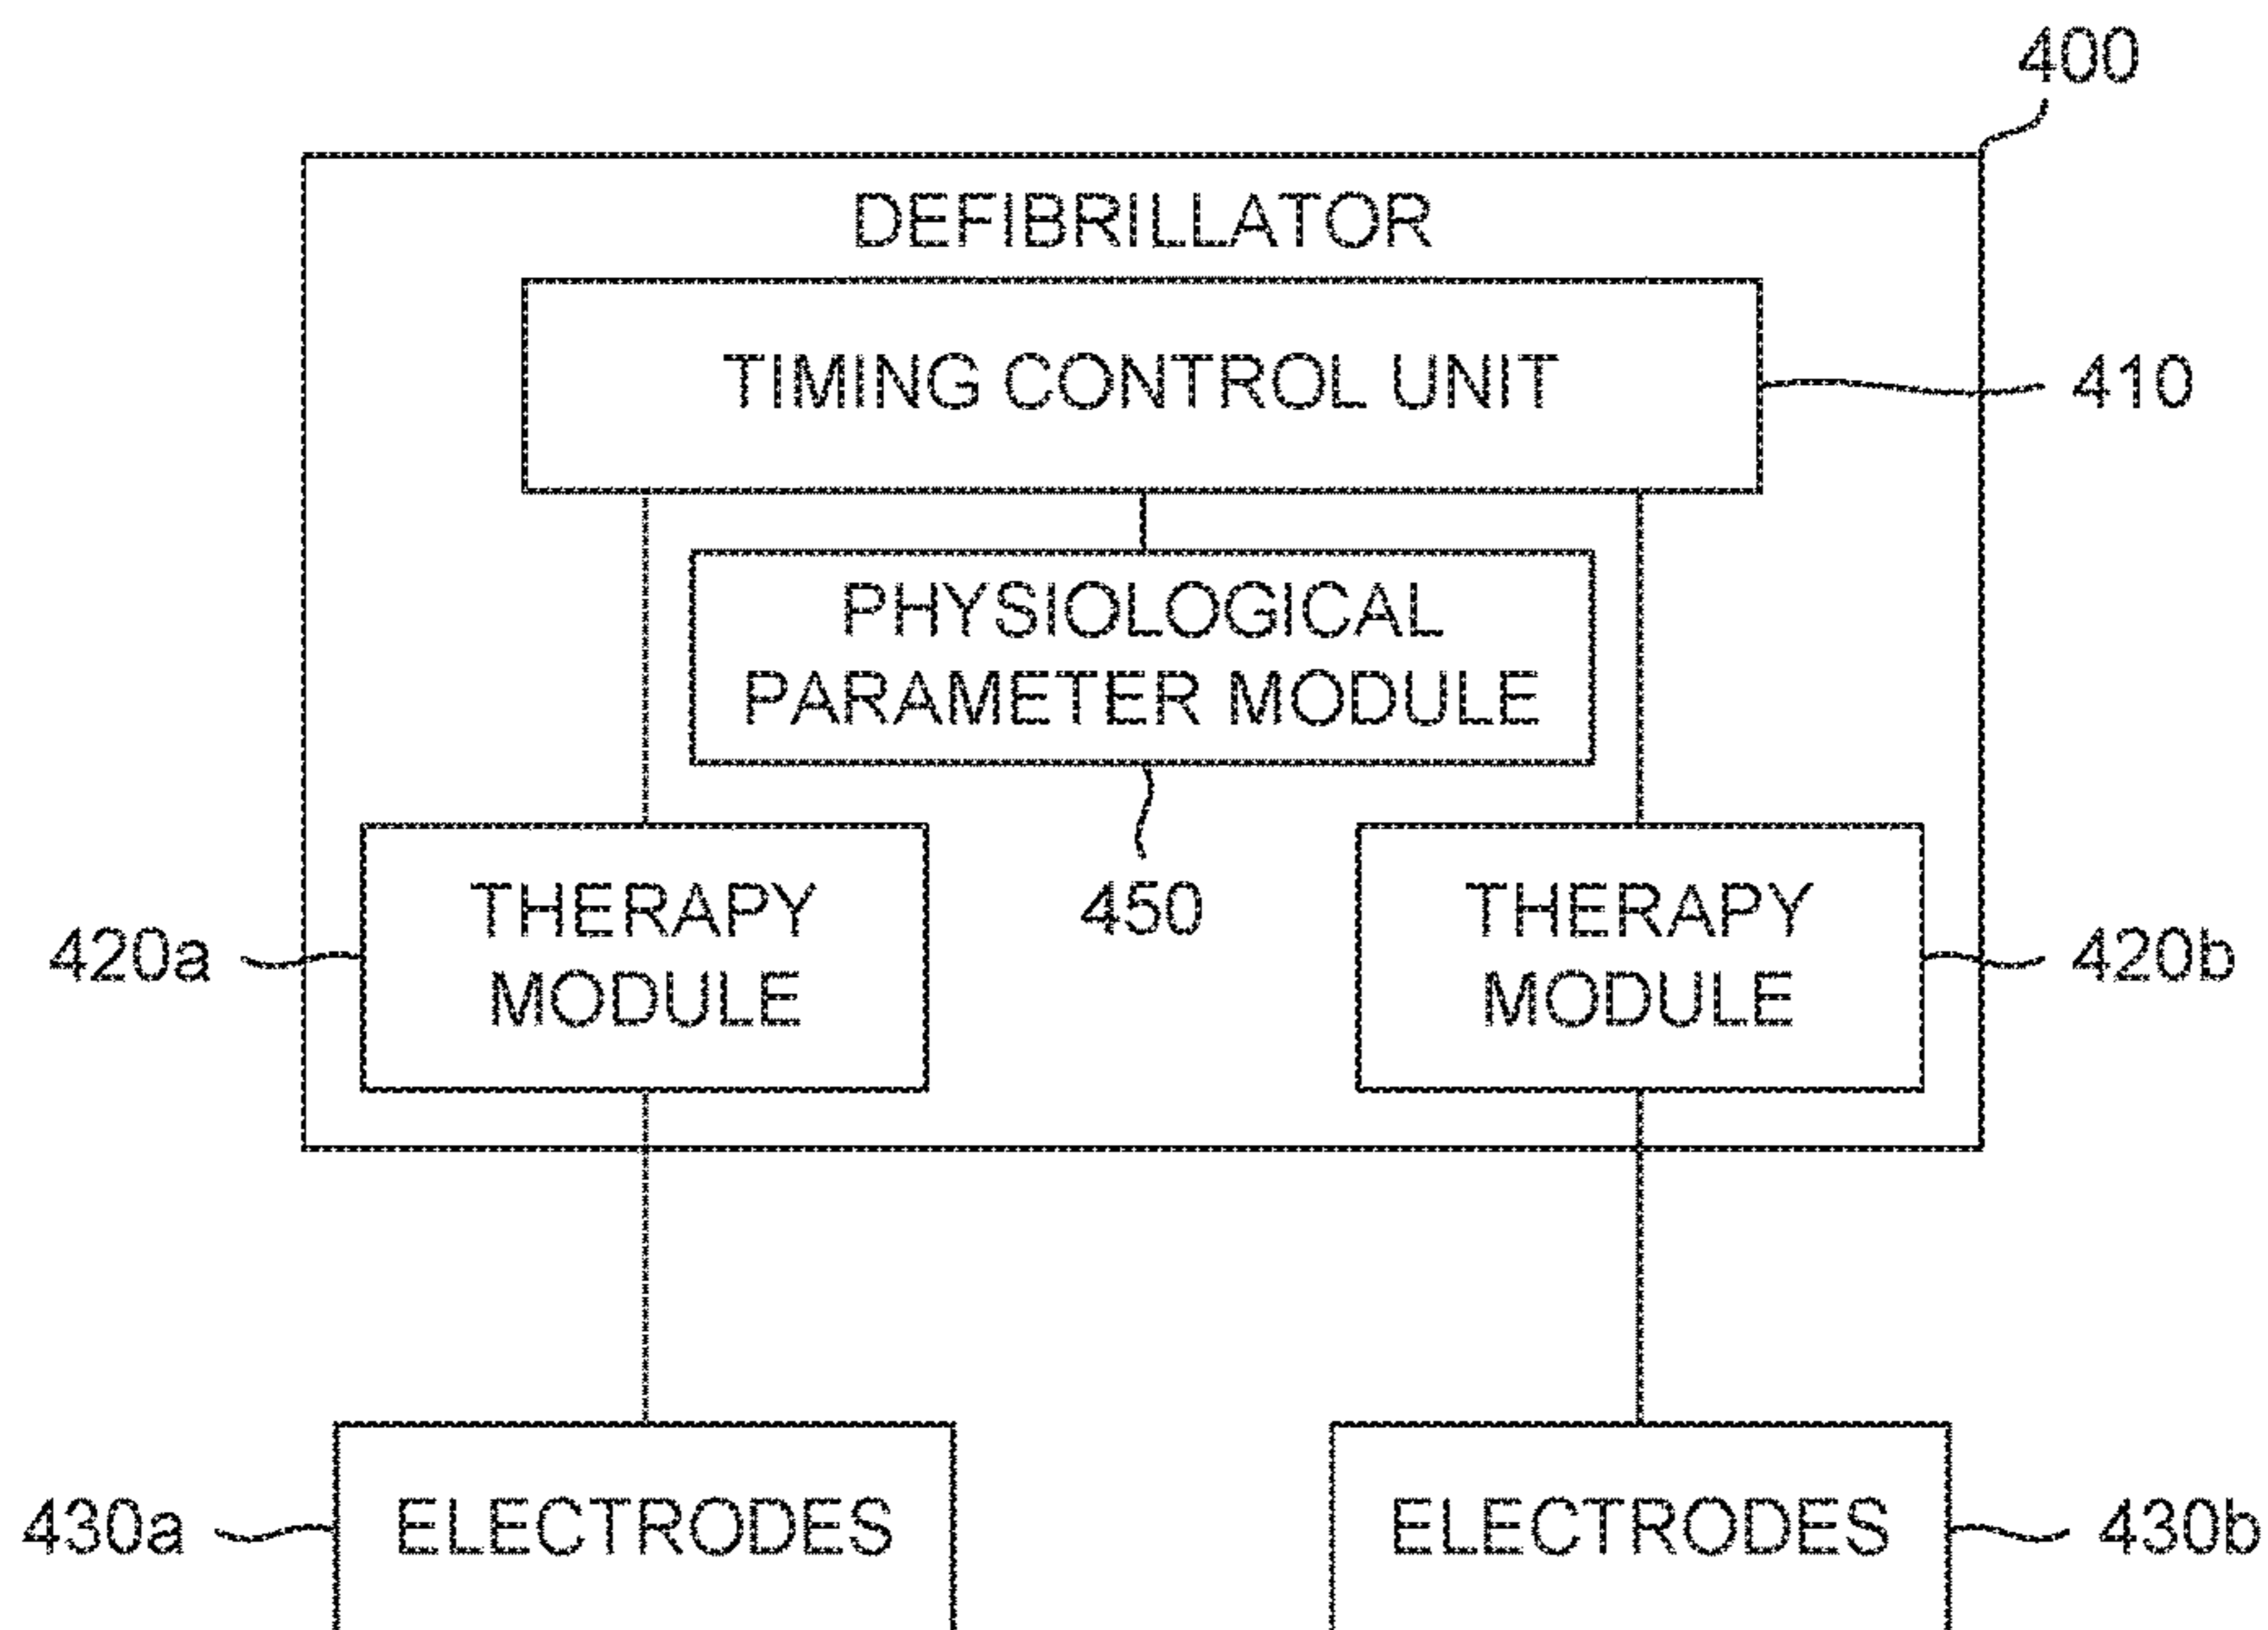 400
DEFIBRILLATOR
TIMING CONTROL UNIT
410
PHYSIOLOGICAL
PARAMETER MODULE
450
420a
THERAPY
MODULE
THERAPY
MODULE
420b
430a
ELECTRODES
ELECTRODES
430b